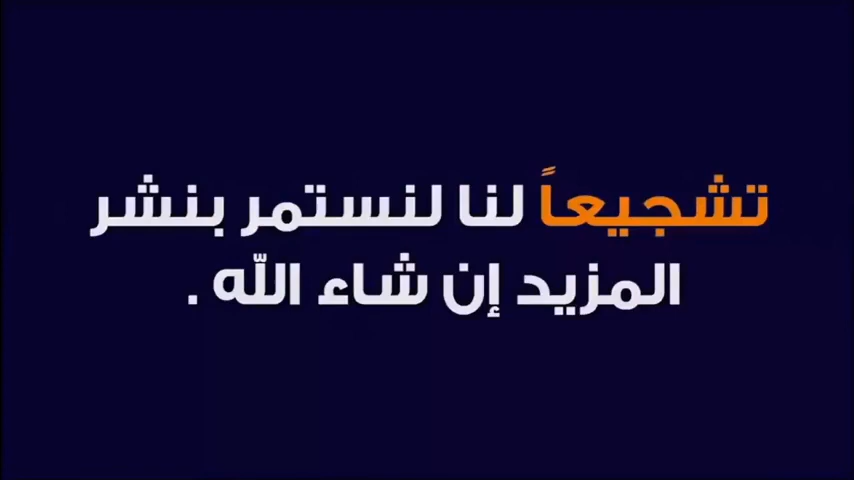 تشجيعاً لنا لنستمر بنشر
المزيد إن شاء الله .